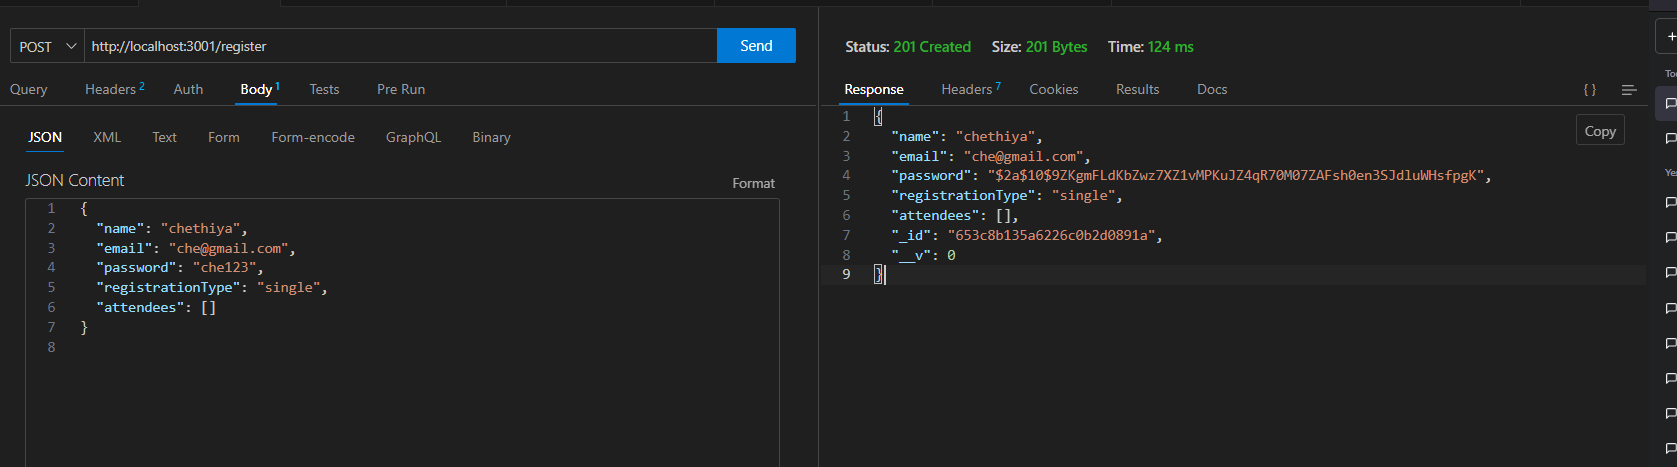 POST http://localhost:3001/register Send
Query Headers 2 Auth Body 1 Tests Pre Run
JSON XML Text Form Form-encode GraphQL Binary
JSON Content Format
1 {
2 "name": "chethiya",
3 "email": "che@gmail.com",
4 "password": "che123",
5 "registrationType": "single",
6 "attendees": []
7 }
8
Status: 201 Created Size: 201 Bytes Time: 124 ms
Response Headers 7 Cookies Results Docs { }
Copy
1 {
2 "name": "chethiya",
3 "email": "che@gmail.com",
4 "password": "$2a$10$9ZKgmFLdKbZwz7XZ1vMPKuJZ4qR70M07ZAFsh0en3SJdluWHsfpgK",
5 "registrationType": "single",
6 "attendees": [],
7 "_id": "653c8b135a6226c0b2d0891a",
8 "__v": 0
9 }
+